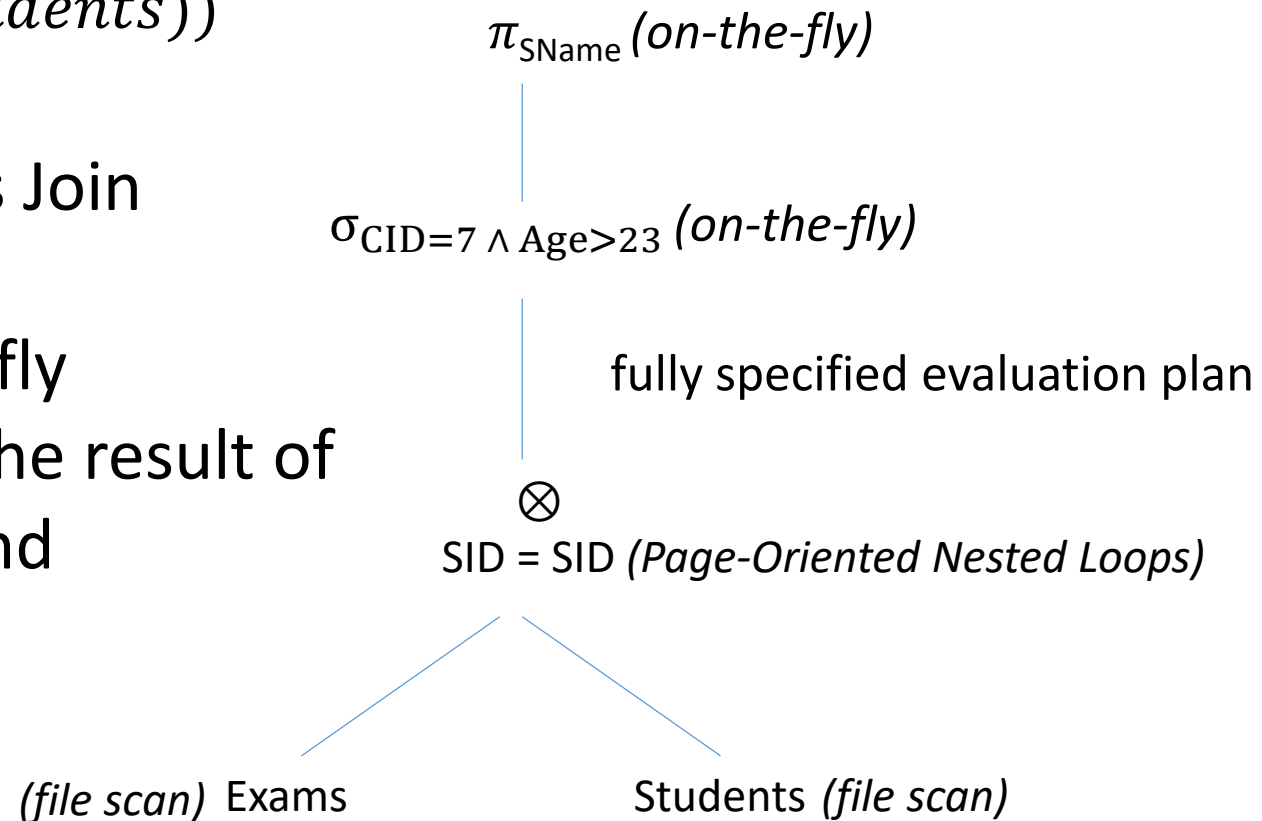 dents))
π_SName (on-the-fly)
s Join
σ_CID=7 ∧ Age>23 (on-the-fly)
fly
fully specified evaluation plan
he result of
nd
⊗
SID = SID (Page-Oriented Nested Loops)
(file scan) Exams
Students (file scan)